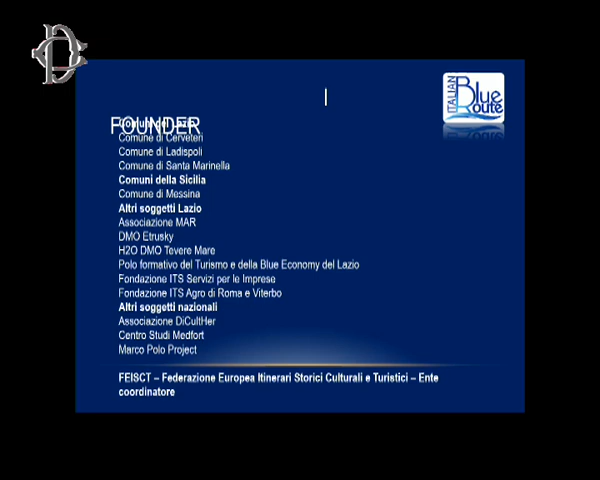 ITALIAN
Blue
Route
I
FOUNDER
Comuni del Lazio
Comune di Cerveteri
Comune di Ladispoli
Comune di Santa Marinella
Comuni della Sicilia
Comune di Messina
Altri soggetti Lazio
Associazione MAR
DMO Etrusky
H2O DMO Tevere Mare
Polo formativo del Turismo e della Blue Economy del Lazio
Fondazione ITS Servizi per le Imprese
Fondazione ITS Agro di Roma e Viterbo
Altri soggetti nazionali
Associazione DiCultHer
Centro Studi Medfort
Marco Polo Project
FEISCT – Federazione Europea Itinerari Storici Culturali e Turistici – Ente
coordinatore